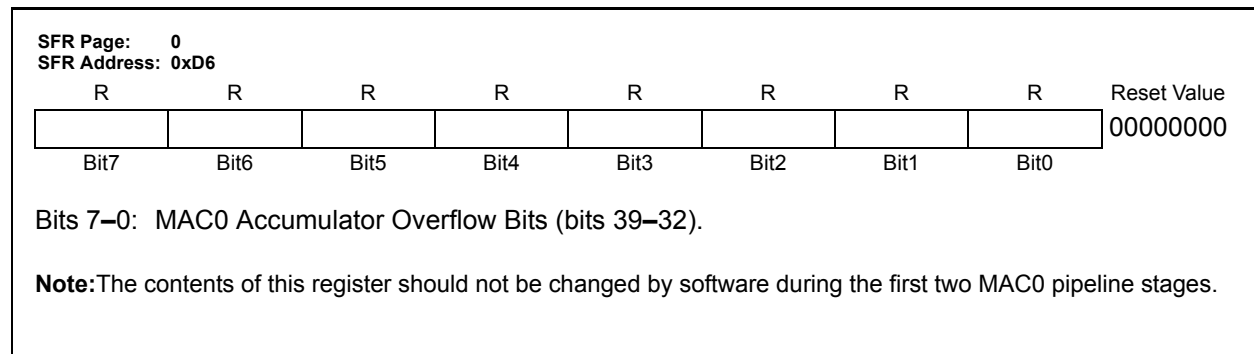 SFR Page: 0
SFR Address: 0xD6
R R R R R R R R Reset Value
00000000
Bit7 Bit6 Bit5 Bit4 Bit3 Bit2 Bit1 Bit0
Bits 7–0: MAC0 Accumulator Overflow Bits (bits 39–32).
Note:The contents of this register should not be changed by software during the first two MAC0 pipeline stages.